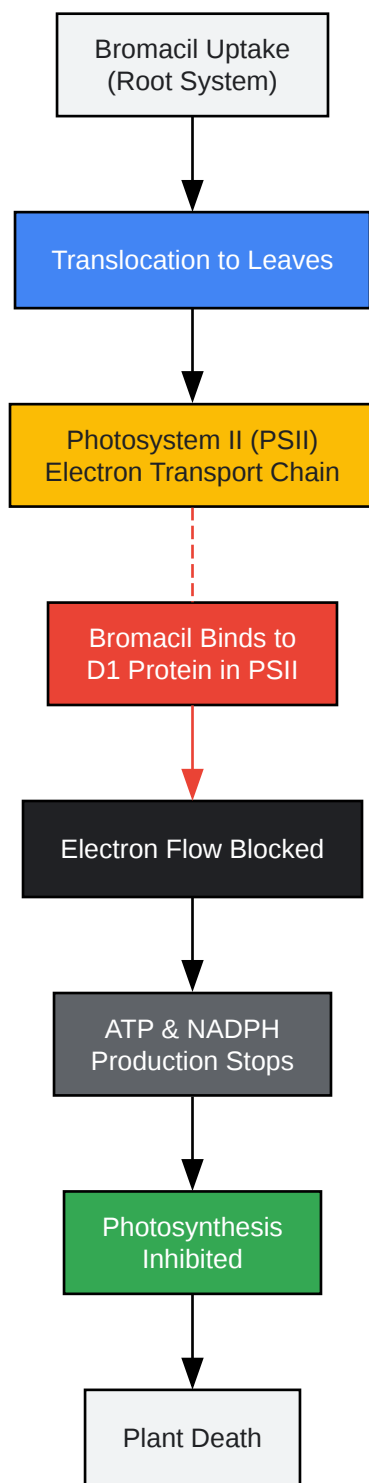 Bromacil Uptake
(Root System)
Translocation to Leaves
Photosystem II (PSII)
Electron Transport Chain
Bromacil Binds to
D1 Protein in PSII
Electron Flow Blocked
ATP & NADPH
Production Stops
Photosynthesis
Inhibited
Plant Death